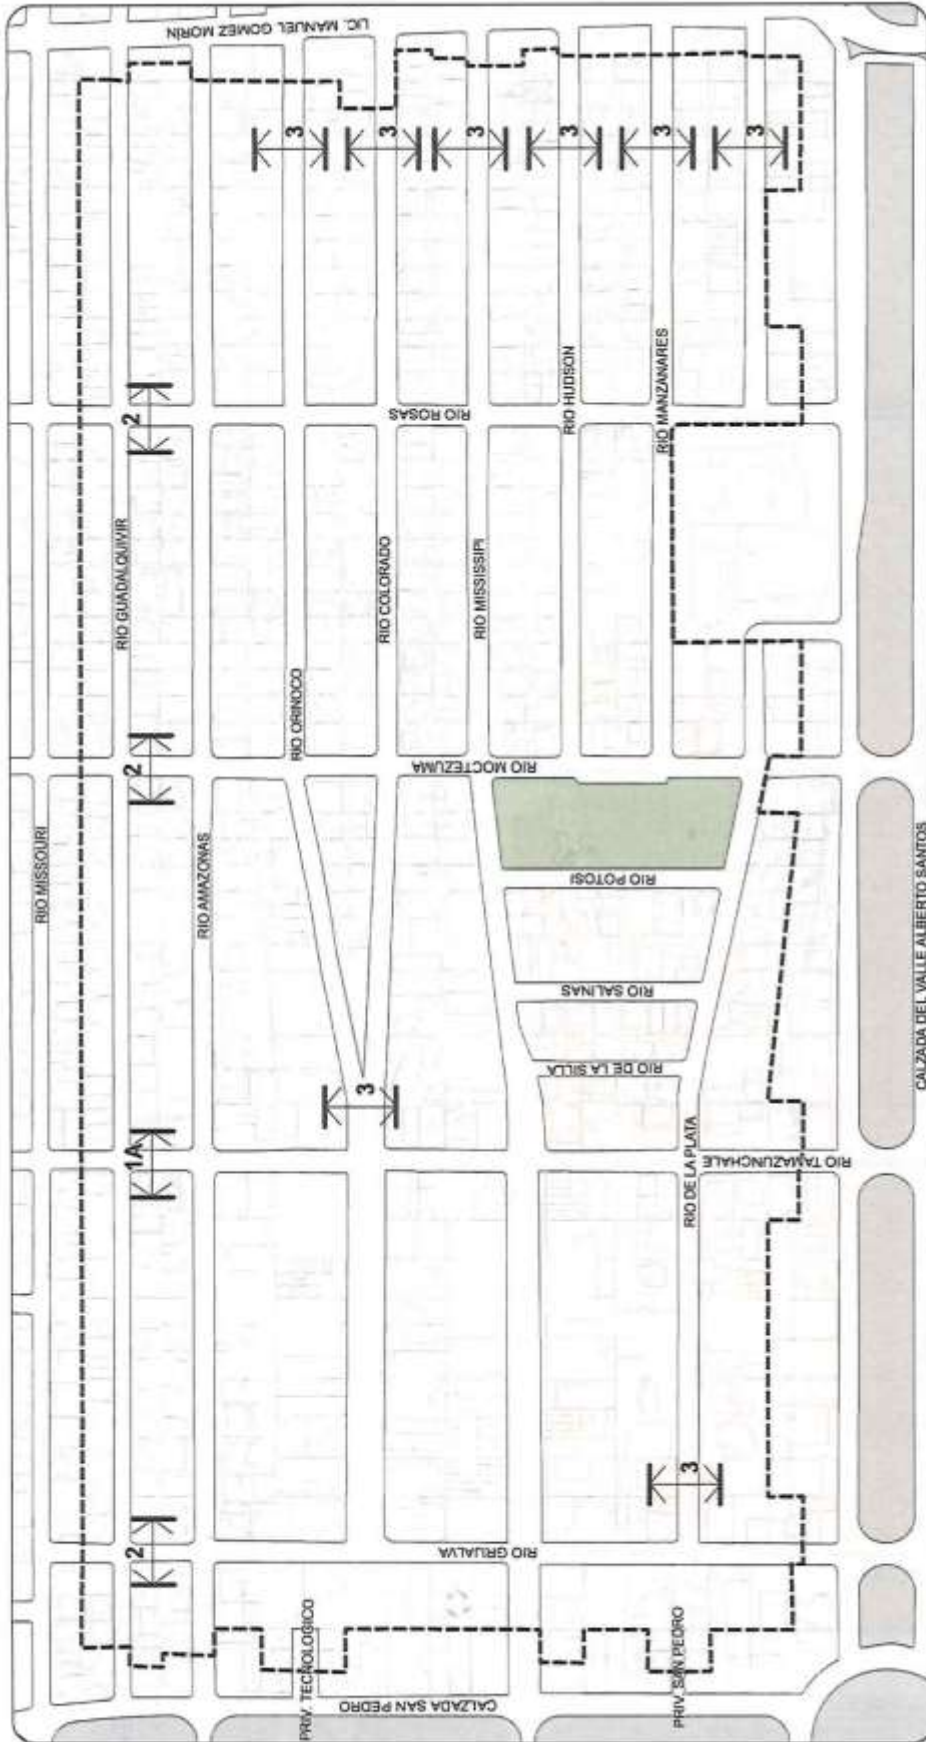 LIC. MANUEL GOMEZ MORÍN
3
3
3
3
3
3
2
RIO ROSAS
RIO HUDSON
RIO MANZANARES
RIO GUADALQUIVIR
RIO COLORADO
RIO MISSISSIPI
RIO ORINOCO
2
RIO MOCTEZUMA
RIO MISSOURI
RIO AMAZONAS
RIO POTOSI
RIO SALINAS
RIO DE LA SILLA
CALZADA DEL VALLE ALBERTO SANTOS
3
1A
RIO DE LA PLATA
RIO TAMAZUNCHALE
3
2
RIO GRIJALVA
PRIV. TECNOLOGICO
PRIV. SAN PEDRO
CALZADA SAN PEDRO